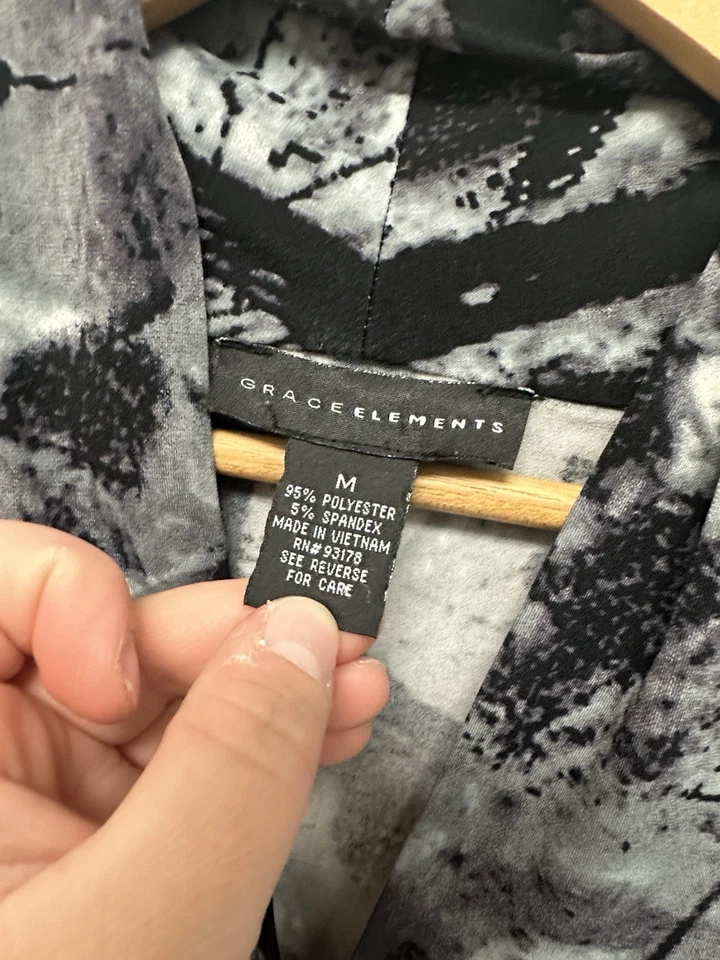 GRACE ELEMENTS
M
95% POLYESTER
5% SPANDEX
MADE IN VIETNAM
RN# 93178
SEE REVERSE
FOR CARE